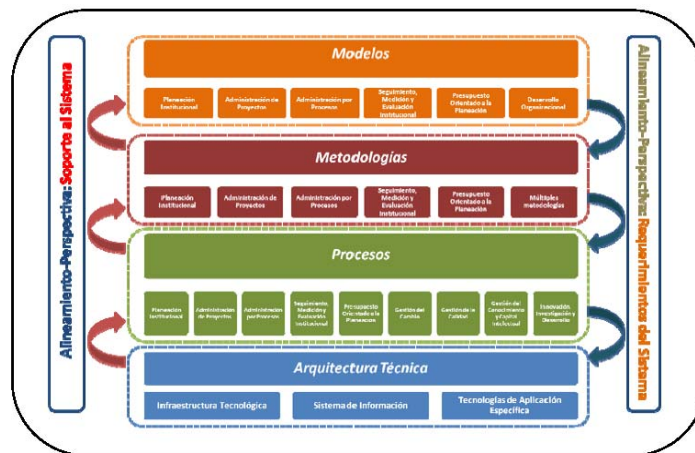 Alineamiento-Perspectiva: Soporte al Sistema
Modelos
Planeación
Institucional
Administración de
Proyectos
Administración por
Procesos
Seguimiento,
Medición y
Evaluación
Institucional
Presupuesto
Orientado a la
Planeación
Desarrollo
Organizacional
Metodologías
Planeación
Institucional
Administración de
Proyectos
Administración por
Procesos
Seguimiento,
Medición y
Evaluación
Institucional
Presupuesto
Orientado a la
Planeación
Múltiples
metodologías
Procesos
Planeación
Institucional
Administración
de Proyectos
Administración
por Procesos
Seguimiento,
Medición y
Evaluación
Institucional
Presupuesto
Orientado a la
Planeación
Gestión del
Cambio
Gestión de la
Calidad
Gestión del
Conocimiento
y Capital
Intelectual
Innovación,
Investigación y
Desarrollo
Arquitectura Técnica
Infraestructura Tecnológica
Sistema de Información
Tecnologías de Aplicación
Específica
Alineamiento-Perspectiva: Requerimientos del Sistema